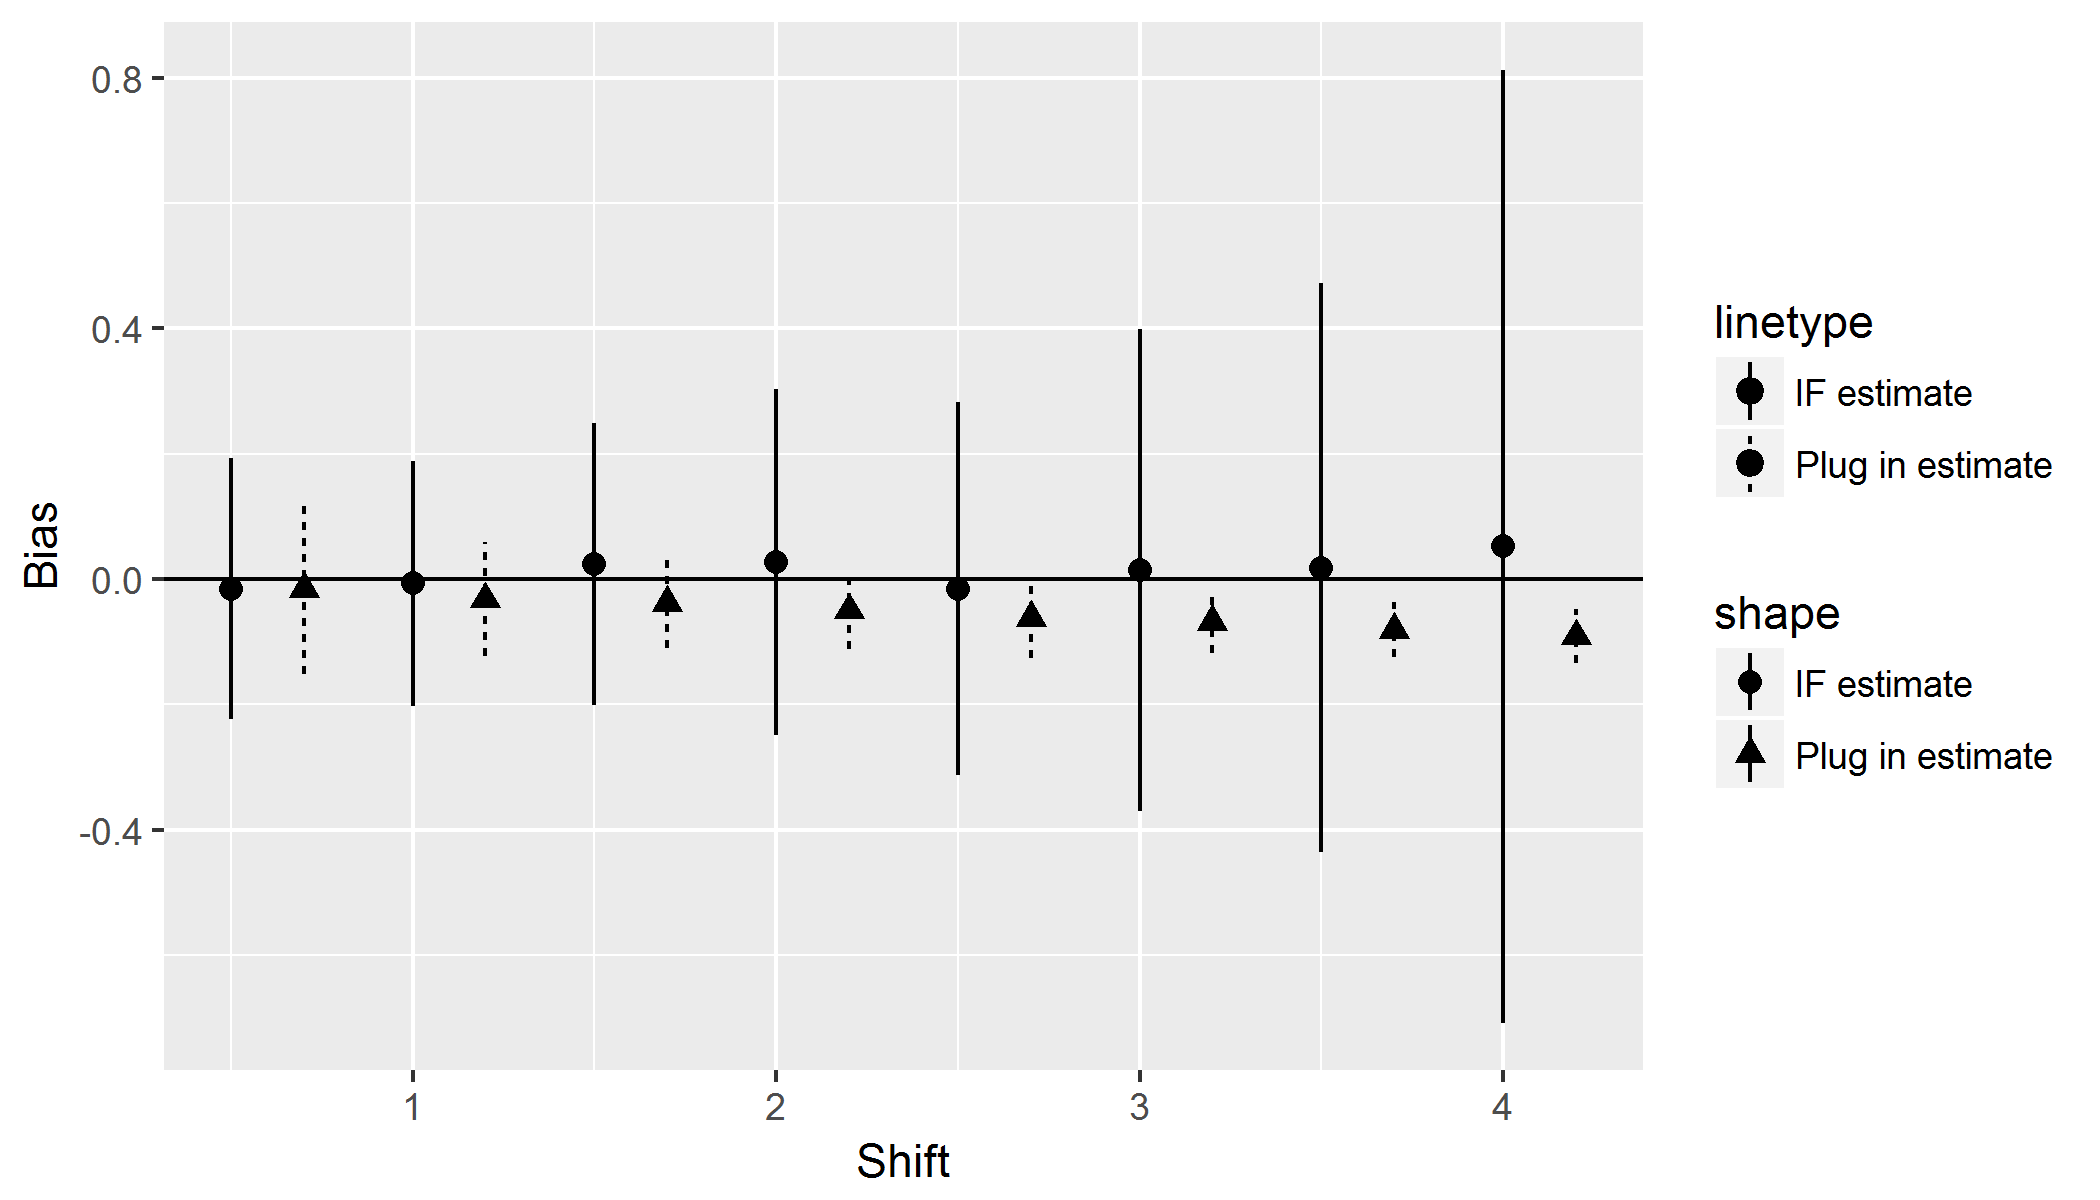 0.8
0.4
0.0
-0.4
Bias
1
2
3
4
Shift
linetype
IF estimate
Plug in estimate
shape
IF estimate
Plug in estimate